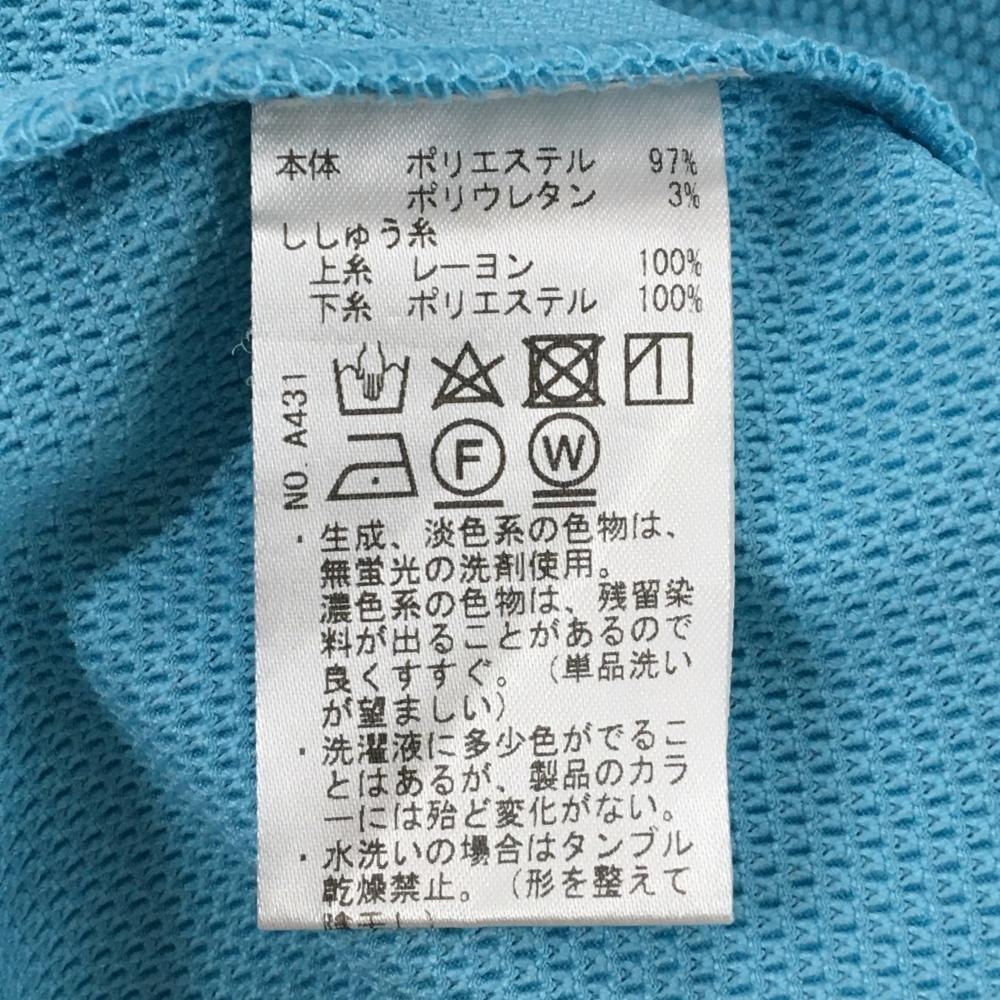 本体 ポリエステル 97%
ポリウレタン 3%
ししゅう糸
上糸 レーヨン 100%
下糸 ポリエステル 100%
NO. A431
F W
・生成、淡色系の色物は、
無蛍光の洗剤使用。
濃色系の色物は、残留染
料が出ることがあるので
良くすすぐ。（単品洗い
が望ましい）
・洗濯液に多少色がでるこ
とはあるが、製品のカラ
ーには殆ど変化がない。
・水洗いの場合はタンブル
乾燥禁止。（形を整えて